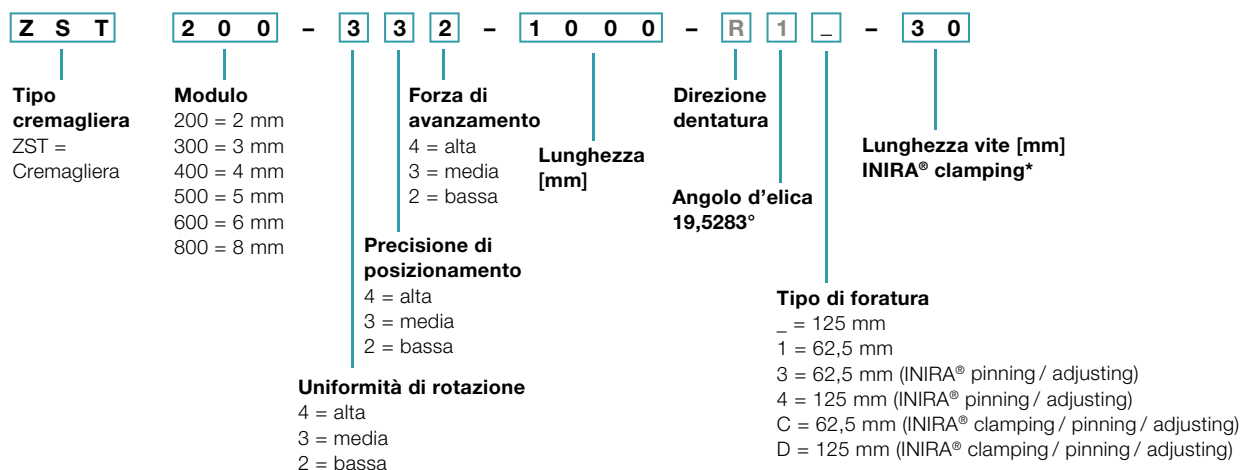 Z S T 2 0 0 – 3 3 2 – 1 0 0 0 – R 1 _ – 3 0
Tipo
cremagliera
ZST =
Cremagliera
Modulo
200 = 2 mm
300 = 3 mm
400 = 4 mm
500 = 5 mm
600 = 6 mm
800 = 8 mm
Forza di
avanzamento
4 = alta
3 = media
2 = bassa
Lunghezza
[mm]
Direzione
dentatura
Lunghezza vite [mm]
INIRA® clamping*
Angolo d'elica
19,5283°
Precisione di
posizionamento
4 = alta
3 = media
2 = bassa
Tipo di foratura
_ = 125 mm
1 = 62,5 mm
3 = 62,5 mm (INIRA® pinning / adjusting)
4 = 125 mm (INIRA® pinning / adjusting)
C = 62,5 mm (INIRA® clamping / pinning / adjusting)
D = 125 mm (INIRA® clamping / pinning / adjusting)
Uniformità di rotazione
4 = alta
3 = media
2 = bassa